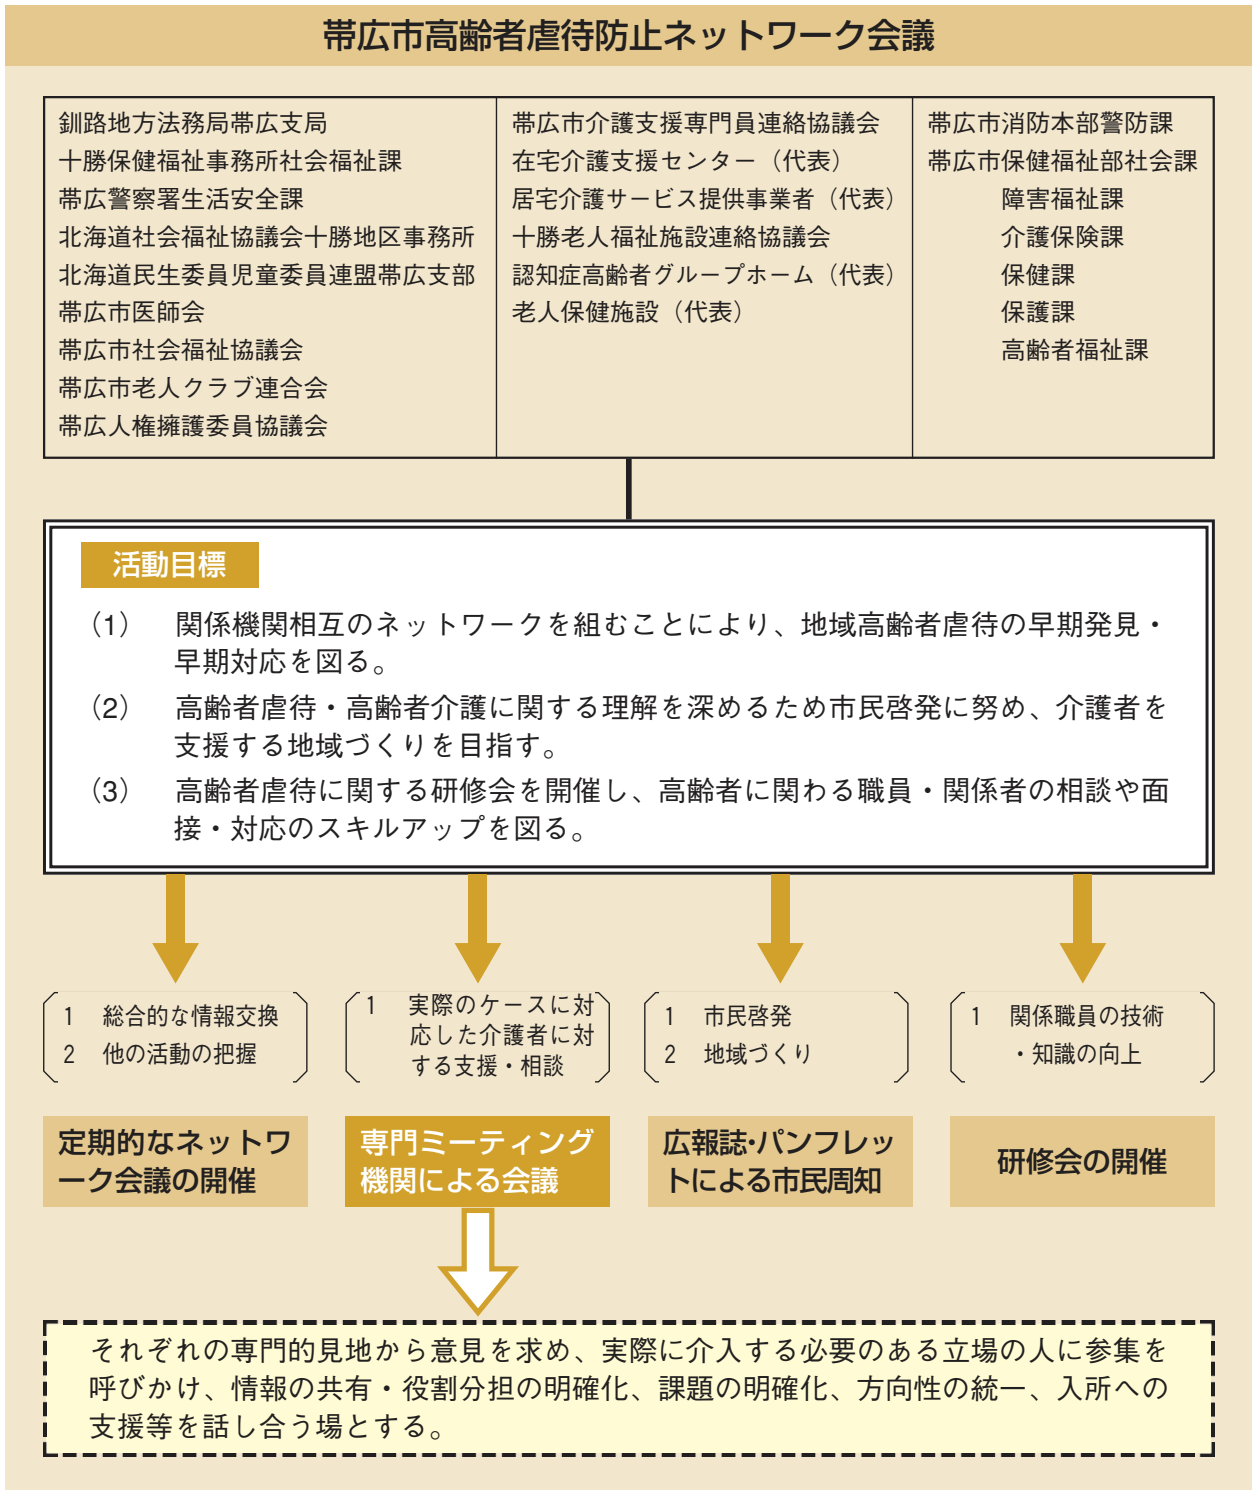 帯広市高齢者虐待防止ネットワーク会議
釧路地方法務局帯広支局
十勝保健福祉事務所社会福祉課
帯広警察署生活安全課
北海道社会福祉協議会十勝地区事務所
北海道民生委員児童委員連盟帯広支部
帯広市医師会
帯広市社会福祉協議会
帯広市老人クラブ連合会
帯広人権擁護委員協議会
帯広市介護支援専門員連絡協議会
在宅介護支援センター（代表）
居宅介護サービス提供事業者（代表）
十勝老人福祉施設連絡協議会
認知症高齢者グループホーム（代表）
老人保健施設（代表）
帯広市消防本部警防課
帯広市保健福祉部社会課
障害福祉課
介護保険課
保健課
保護課
高齢者福祉課
活動目標
（1）　関係機関相互のネットワークを組むことにより、地域高齢者虐待の早期発見・
早期対応を図る。
（2）　高齢者虐待・高齢者介護に関する理解を深めるため市民啓発に努め、介護者を
支援する地域づくりを目指す。
（3）　高齢者虐待に関する研修会を開催し、高齢者に関わる職員・関係者の相談や面
接・対応のスキルアップを図る。
1　総合的な情報交換
2　他の活動の把握
1　実際のケースに対
応した介護者に対
する支援・相談
1　市民啓発
2　地域づくり
1　関係職員の技術
・知識の向上
定期的なネットワ
ーク会議の開催
専門ミーティング
機関による会議
広報誌・パンフレッ
トによる市民周知
研修会の開催
それぞれの専門的見地から意見を求め、実際に介入する必要のある立場の人に参集を
呼びかけ、情報の共有・役割分担の明確化、課題の明確化、方向性の統一、入所への
支援等を話し合う場とする。